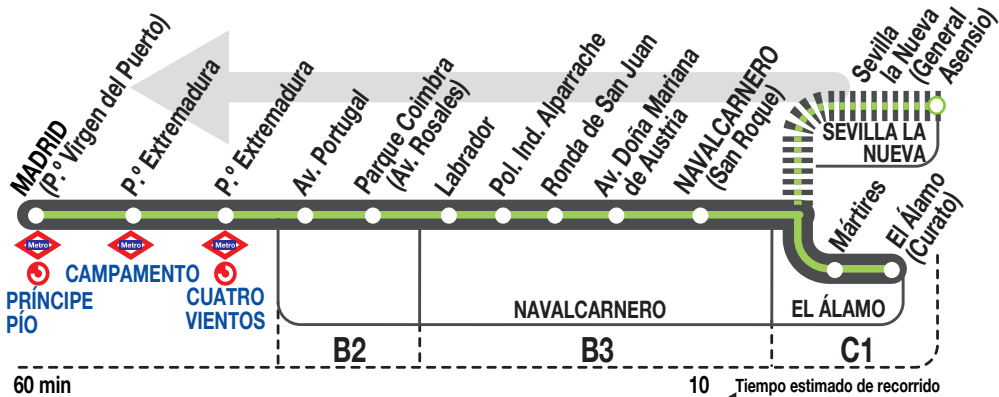 MADRID
(P.º Virgen del Puerto)
P.º Extremadura
P.º Extremadura
Av. Portugal
Parque Coimbra
(Av. Rosales)
Labrador
Pol. Ind. Alparrache
Ronda de San Juan
Av. Doña Mariana
de Austria
NAVALCARNERO
(San Roque)
Sevilla
la Nueva
(General
Asensio)
SEVILLA LA
NUEVA
Mártires
El Álamo
(Curato)
Metro
Metro
Metro
PRÍNCIPE
PÍO
CAMPAMENTO
CUATRO
VIENTOS
NAVALCARNERO
EL ÁLAMO
B2
B3
C1
60 min
10
Tiempo estimado de recorrido